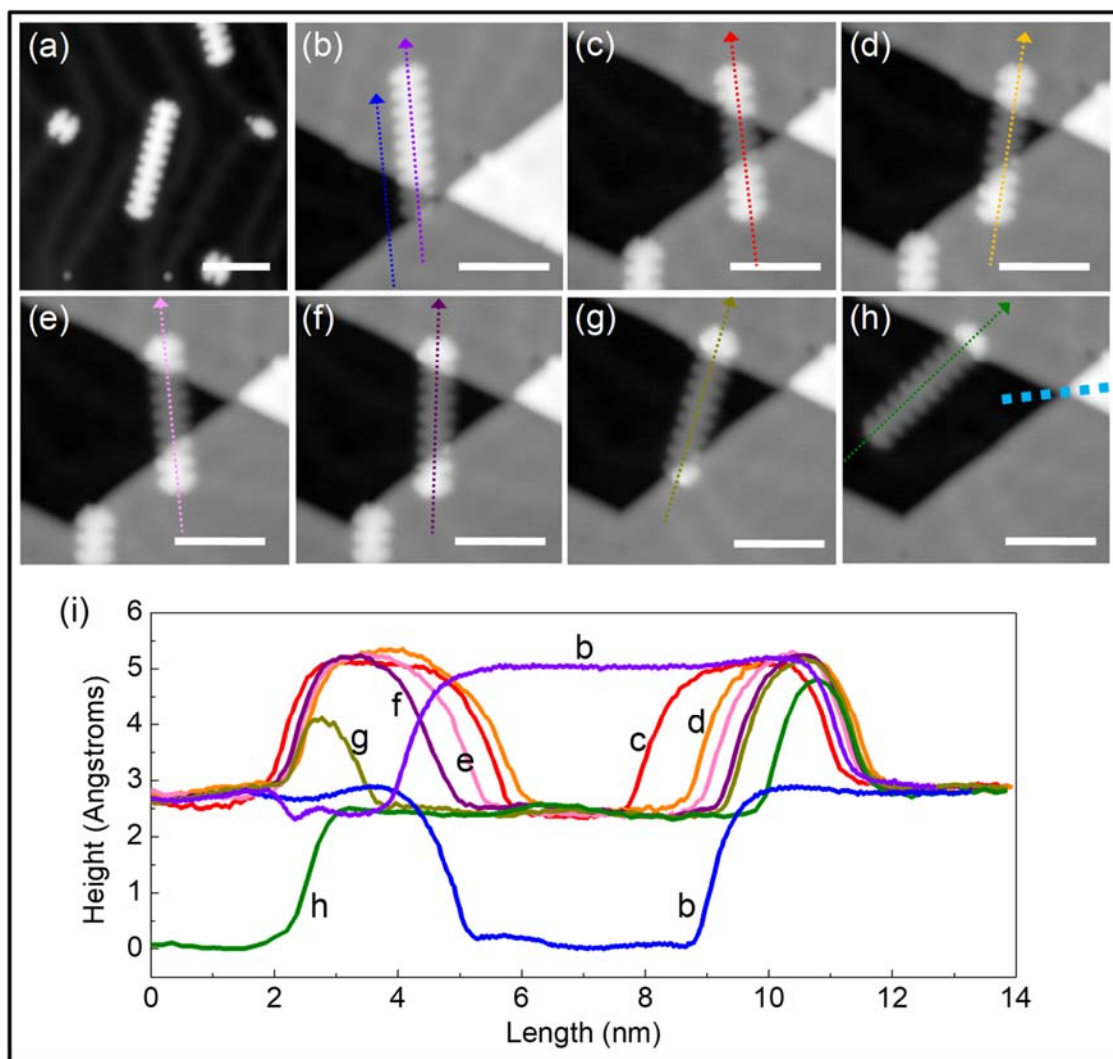 (a) (b) (c) (d)
(e) (f) (g) (h)
(i)
6
5
4
3
2
1
0
Height (Angstroms)
b
f
g
e
c
d
h
b
0 2 4 6 8 10 12 14
Length (nm)